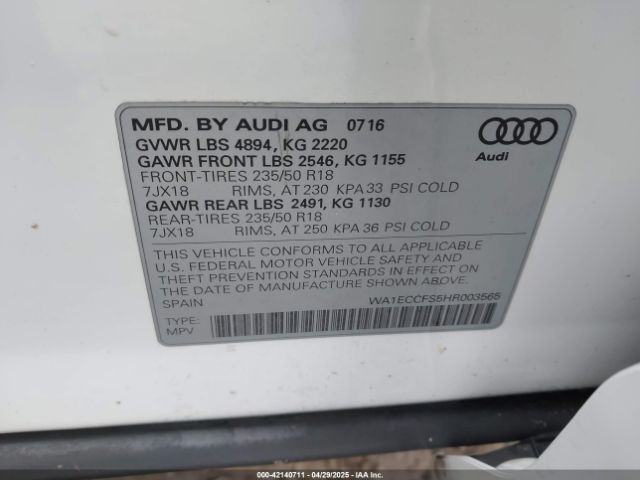 MFD. BY AUDI AG 0716
GVWR LBS 4894, KG 2220
GAWR FRONT LBS 2546, KG 1155
FRONT-TIRES 235/50 R18
7JX18 RIMS, AT 230 KPA 33 PSI COLD
GAWR REAR LBS 2491, KG 1130
REAR-TIRES 235/50 R18
7JX18 RIMS, AT 250 KPA 36 PSI COLD
Audi
THIS VEHICLE CONFORMS TO ALL APPLICABLE
U.S. FEDERAL MOTOR VEHICLE SAFETY AND
THEFT PREVENTION STANDARDS IN EFFECT ON
THE DATE OF MANUFACTURE SHOWN ABOVE.
SPAIN WA1ECCFS5HR003565
TYPE:
MPV
00-42140711 - 04/29/2025 - COPYRIGHT IAA, LLC.